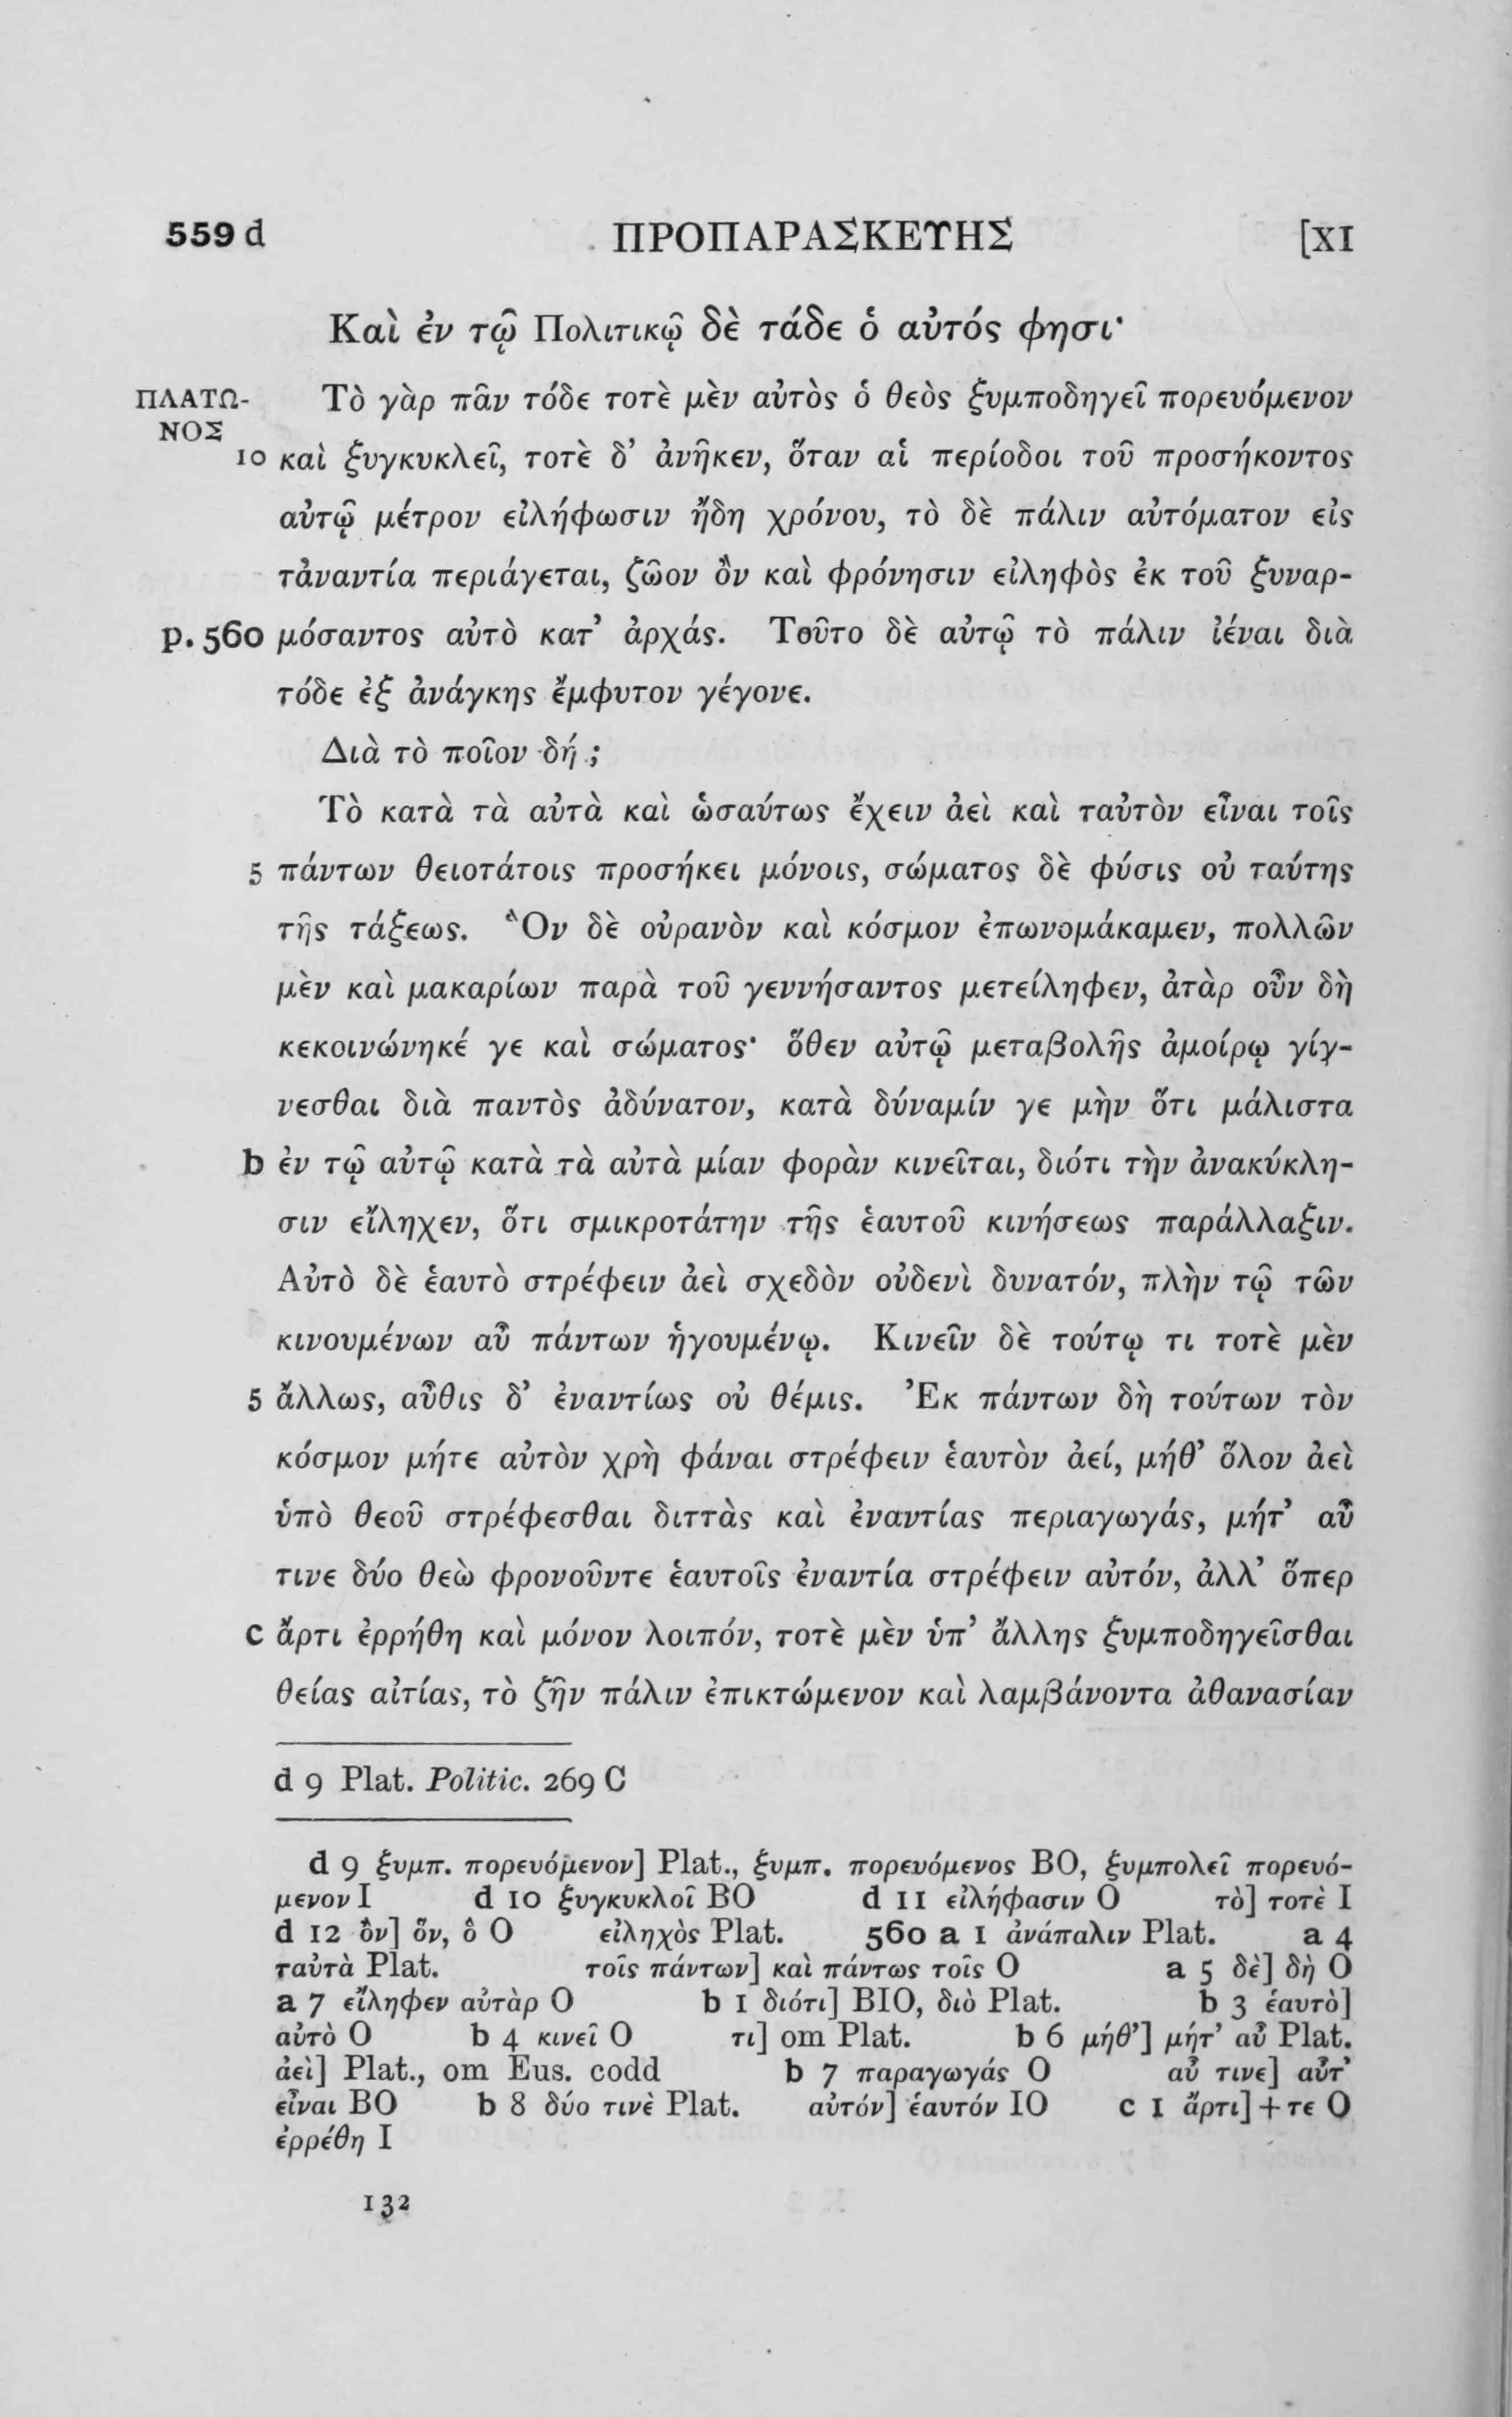 559 d ΠΡΟΠΑΡΑΣΚΕΥΗΣ [XI
Καὶ ἐν τῷ Πολιτικῷ δὲ τάδε ὁ αὐτός φησι·
ΠΛΑΤΩ- Τὸ γὰρ πᾶν τόδε τοτὲ μὲν αὐτὸς ὁ θεὸς ξυμποδηγεῖ πορευόμενον
ΝΟΣ
10 καὶ ξυγκυκλεῖ, τοτὲ δ’ ἀνῆκεν, ὅταν αἱ περίοδοι τοῦ προσήκοντος
αὐτῷ μέτρον εἰλήφωσιν ἤδη χρόνου, τὸ δὲ πάλιν αὐτόματον εἰς
τἀναντία περιάγεται, ζῶον ὂν καὶ φρόνησιν εἰληφὸς ἐκ τοῦ ξυναρ-
p. 560 μόσαντος αὐτὸ κατ’ ἀρχάς. Τοῦτο δὲ αὐτῷ τὸ πάλιν ἰέναι διὰ
τόδε ἐξ ἀνάγκης ἔμφυτον γέγονε.
Διὰ τὸ ποῖον δή;
Τὸ κατὰ τὰ αὐτὰ καὶ ὡσαύτως ἔχειν ἀεὶ καὶ ταὐτὸν εἶναι τοῖς
5 πάντων θειοτάτοις προσήκει μόνοις, σώματος δὲ φύσις οὐ ταύτης
τῆς τάξεως. Ὃν δὲ οὐρανὸν καὶ κόσμον ἐπωνομάκαμεν, πολλῶν
μὲν καὶ μακαρίων παρὰ τοῦ γεννήσαντος μετείληφεν, ἀτὰρ οὖν δὴ
κεκοινώνηκέ γε καὶ σώματος· ὅθεν αὐτῷ μεταβολῆς ἀμοίρῳ γίγ-
νεσθαι διὰ παντὸς ἀδύνατον, κατὰ δύναμίν γε μὴν ὅτι μάλιστα
b ἐν τῷ αὐτῷ κατὰ τὰ αὐτὰ μίαν φορὰν κινεῖται, διότι τὴν ἀνακύκλη-
σιν εἴληχεν, ὅτι σμικροτάτην τῆς ἑαυτοῦ κινήσεως παράλλαξιν.
Αὐτὸ δὲ ἑαυτὸ στρέφειν ἀεὶ σχεδὸν οὐδενὶ δυνατόν, πλὴν τῷ τῶν
κινουμένων αὖ πάντων ἡγουμένῳ. Κινεῖν δὲ τούτῳ τι τοτὲ μὲν
5 ἄλλως, αὖθις δ’ ἐναντίως οὐ θέμις. Ἐκ πάντων δὴ τούτων τὸν
κόσμον μήτε αὐτὸν χρὴ φάναι στρέφειν ἑαυτὸν ἀεί, μήθ’ ὅλον ἀεὶ
ὑπὸ θεοῦ στρέφεσθαι διττὰς καὶ ἐναντίας περιαγωγάς, μήτ’ αὖ
τινε δύο θεὼ φρονοῦντε ἑαυτοῖς ἐναντία στρέφειν αὐτόν, ἀλλ’ ὅπερ
c ἄρτι ἐρρήθη καὶ μόνον λοιπόν, τοτὲ μὲν ὑπ’ ἄλλης ξυμποδηγεῖσθαι
θείας αἰτίας, τὸ ζῆν πάλιν ἐπικτώμενον καὶ λαμβάνοντα ἀθανασίαν
d 9 Plat. Politic. 269 C
d 9 ξυμπ. πορευόμενον] Plat., ξυμπ. πορευόμενος BO, ξυμπολεῖ πορευό-
μενον I d 10 ξυγκυκλοῖ BO d 11 εἰλήφασιν O τὸ] τοτὲ I
d 12 ὂν] ὅν, ὃ O εἰληχὸς Plat. 560 a 1 ἀνάπαλιν Plat. a 4
ταὐτὰ Plat. τοῖς πάντων] καὶ πάντως τοῖς O a 5 δὲ] δὴ O
a 7 εἴληφεν αὐτὰρ O b 1 διότι] BIO, διὸ Plat. b 3 ἑαυτὸ]
αὐτὸ O b 4 κινεῖ O τι] om Plat. b 6 μήθ’] μήτ’ αὖ Plat.
ἀεὶ] Plat., om Eus. codd b 7 παραγωγάς O αὖ τινε] αὖτ’
εἶναι BO b 8 δύο τινὲ Plat. αὐτόν] ἑαυτόν IO c 1 ἄρτι] + τε O
ἐρρέθη I
132